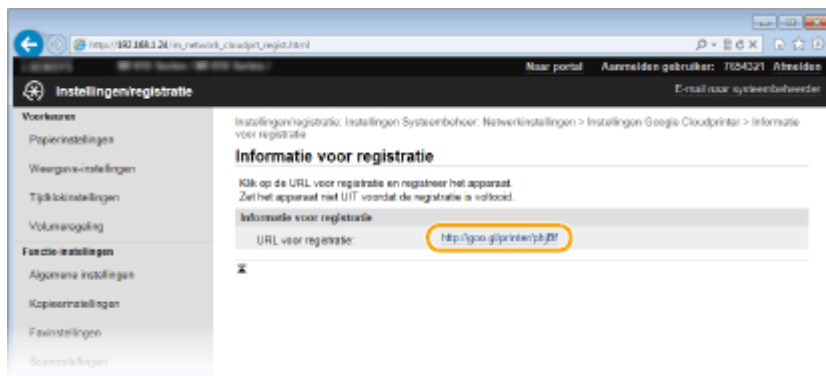 http://192.168.1.24/m_network_cloudprt_regist.html
Naar portal Aanmelden gebruiker: 7654321 Afmelden
Instellingen/registratie
E-mail naar systeembeheerder
Voorkeuren
Papierinstellingen
Weergave-instellingen
Tijdklokinstellingen
Volumeregeling
Functie-instellingen
Algemene instellingen
Kopieerinstellingen
Faxinstellingen
Scaninstellingen
Instellingen/registratie: Instellingen Systeembeheer: Netwerkinstellingen > Instellingen Google Cloudprinter > Informatie
voor registratie
Informatie voor registratie
Klik op de URL voor registratie en registreer het apparaat.
Zet het apparaat niet UIT voordat de registratie is voltooid.
Informatie voor registratie
URL voor registratie: http://goo.gl/printer/phjBf